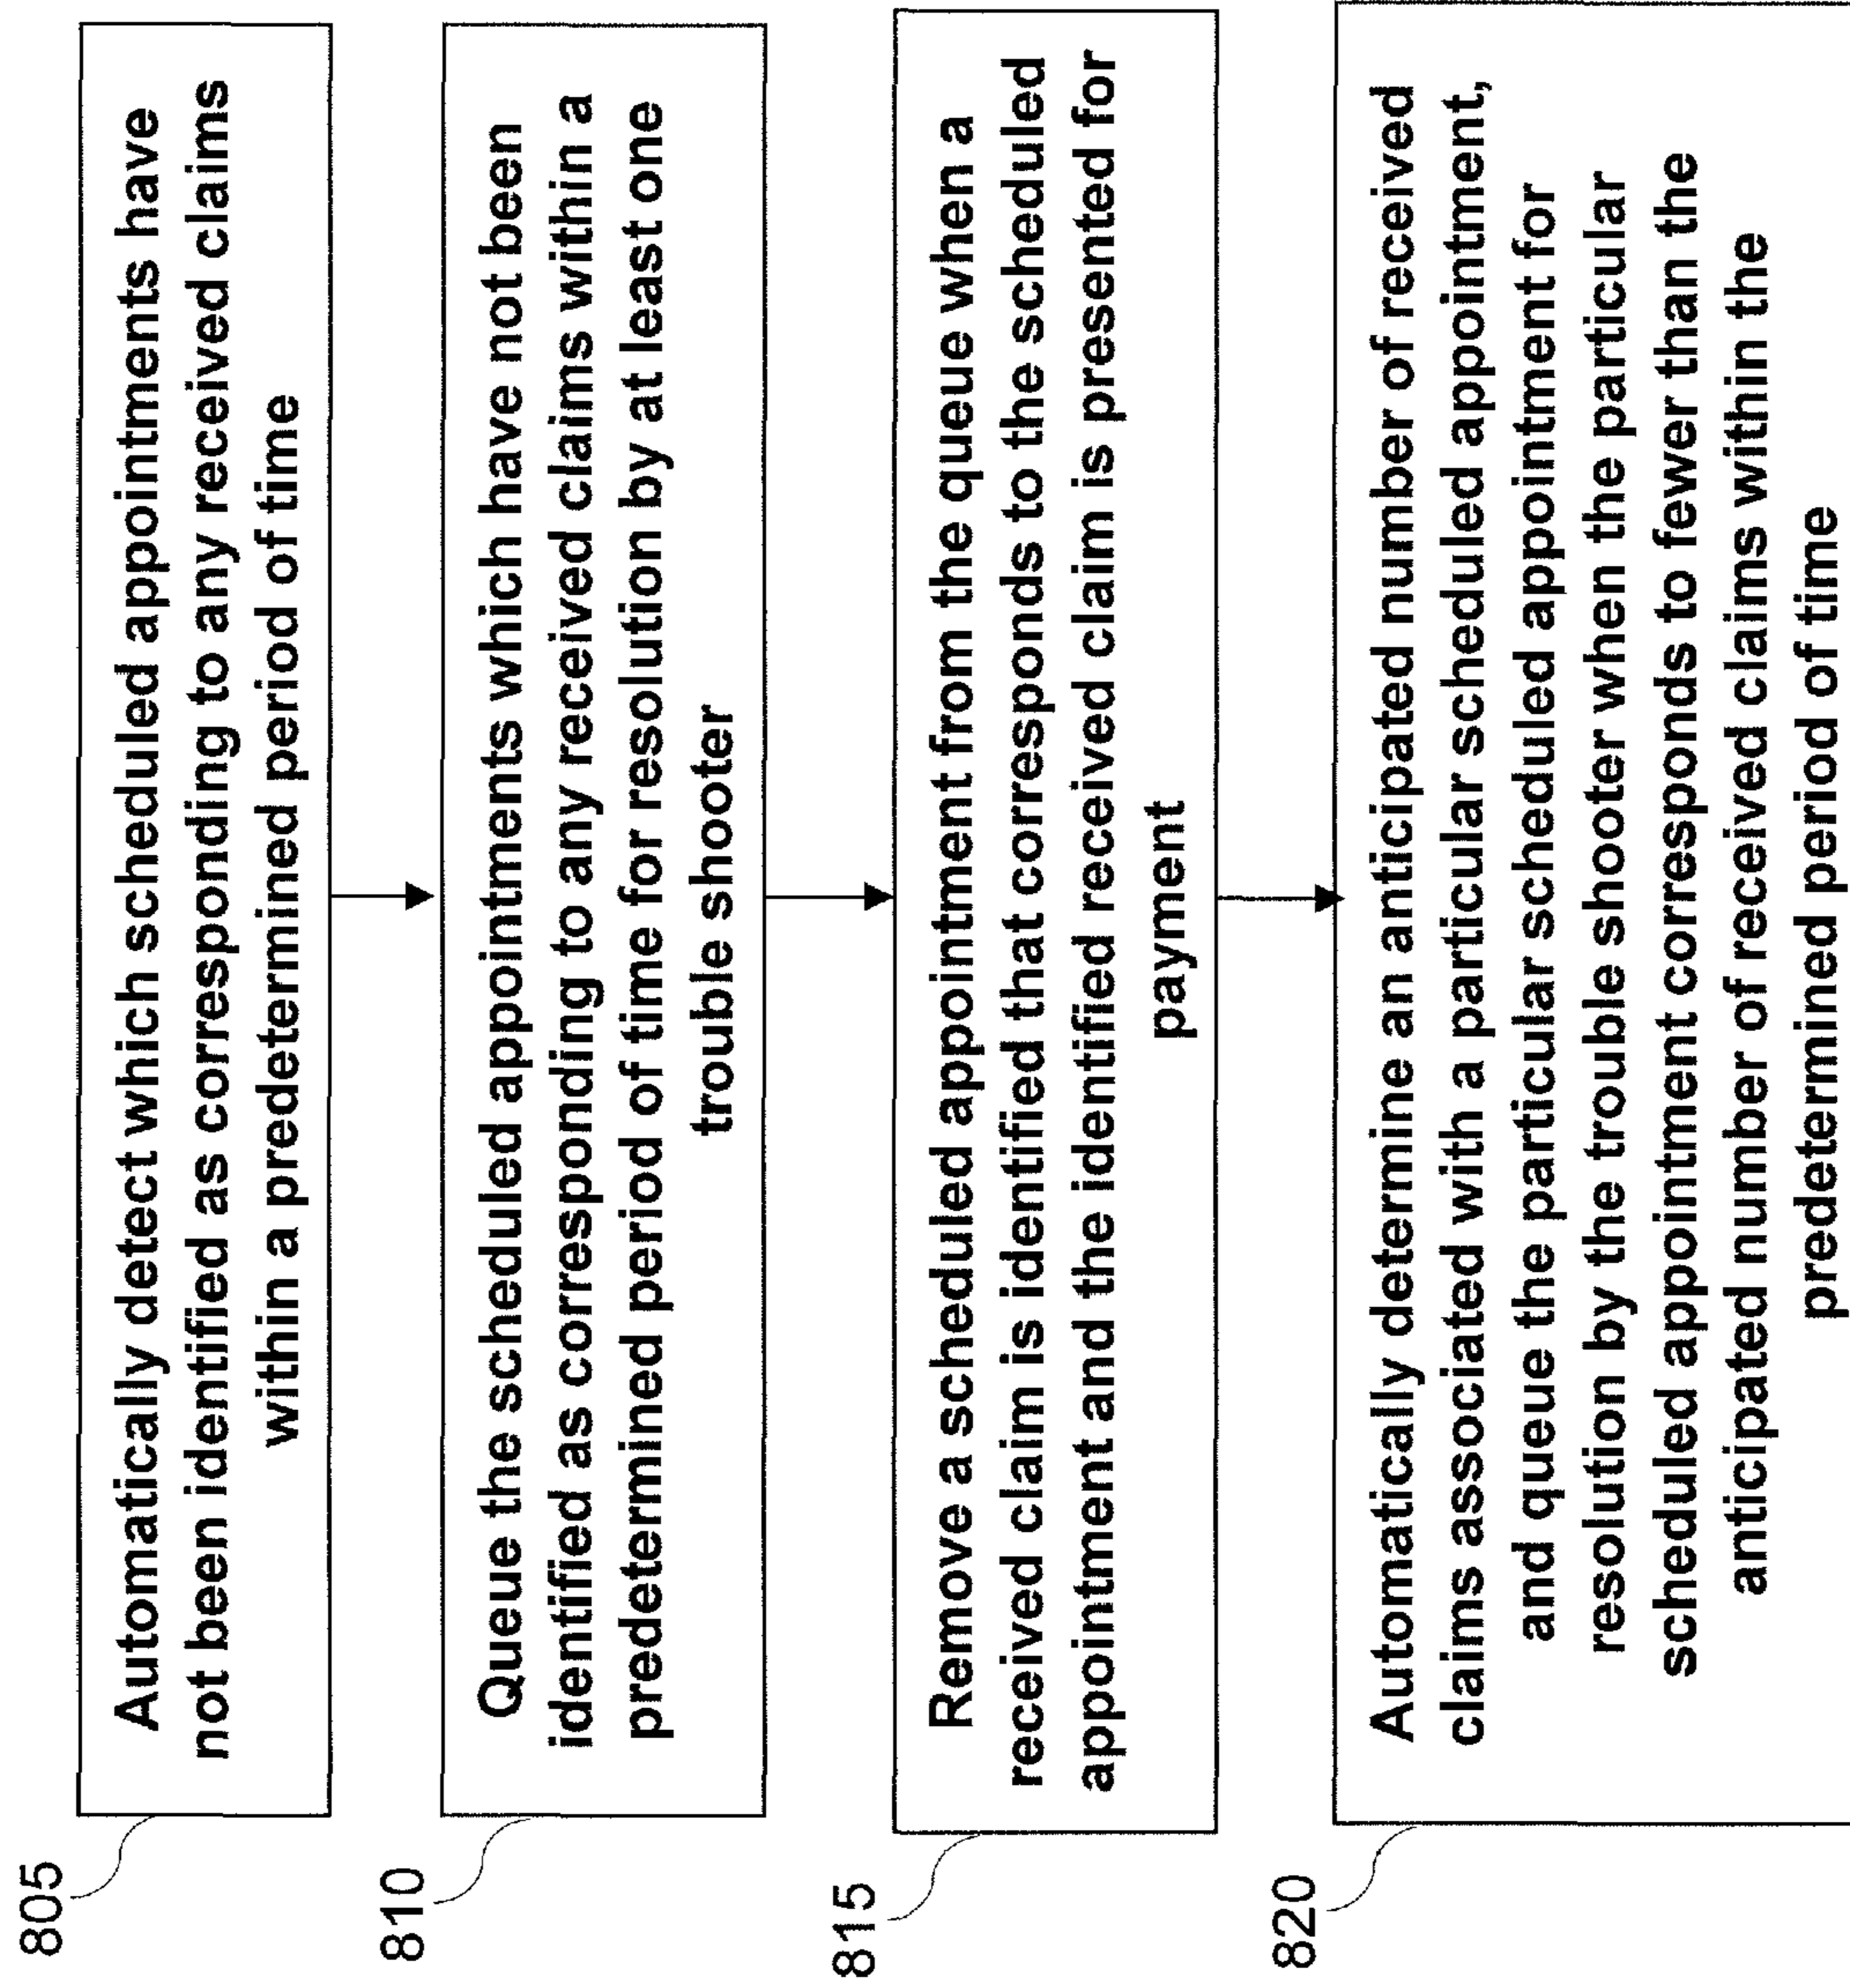 805
Automatically detect which scheduled appointments have
not been identified as corresponding to any received claims
within a predetermined period of time
810
Queue the scheduled appointments which have not been
identified as corresponding to any received claims within a
predetermined period of time for resolution by at least one
trouble shooter
815
Remove a scheduled appointment from the queue when a
received claim is identified that corresponds to the scheduled
appointment and the identified received claim is presented for
payment
820
Automatically determine an anticipated number of received
claims associated with a particular scheduled appointment,
and queue the particular scheduled appointment for
resolution by the trouble shooter when the particular
scheduled appointment corresponds to fewer than the
anticipated number of received claims within the
predetermined period of time